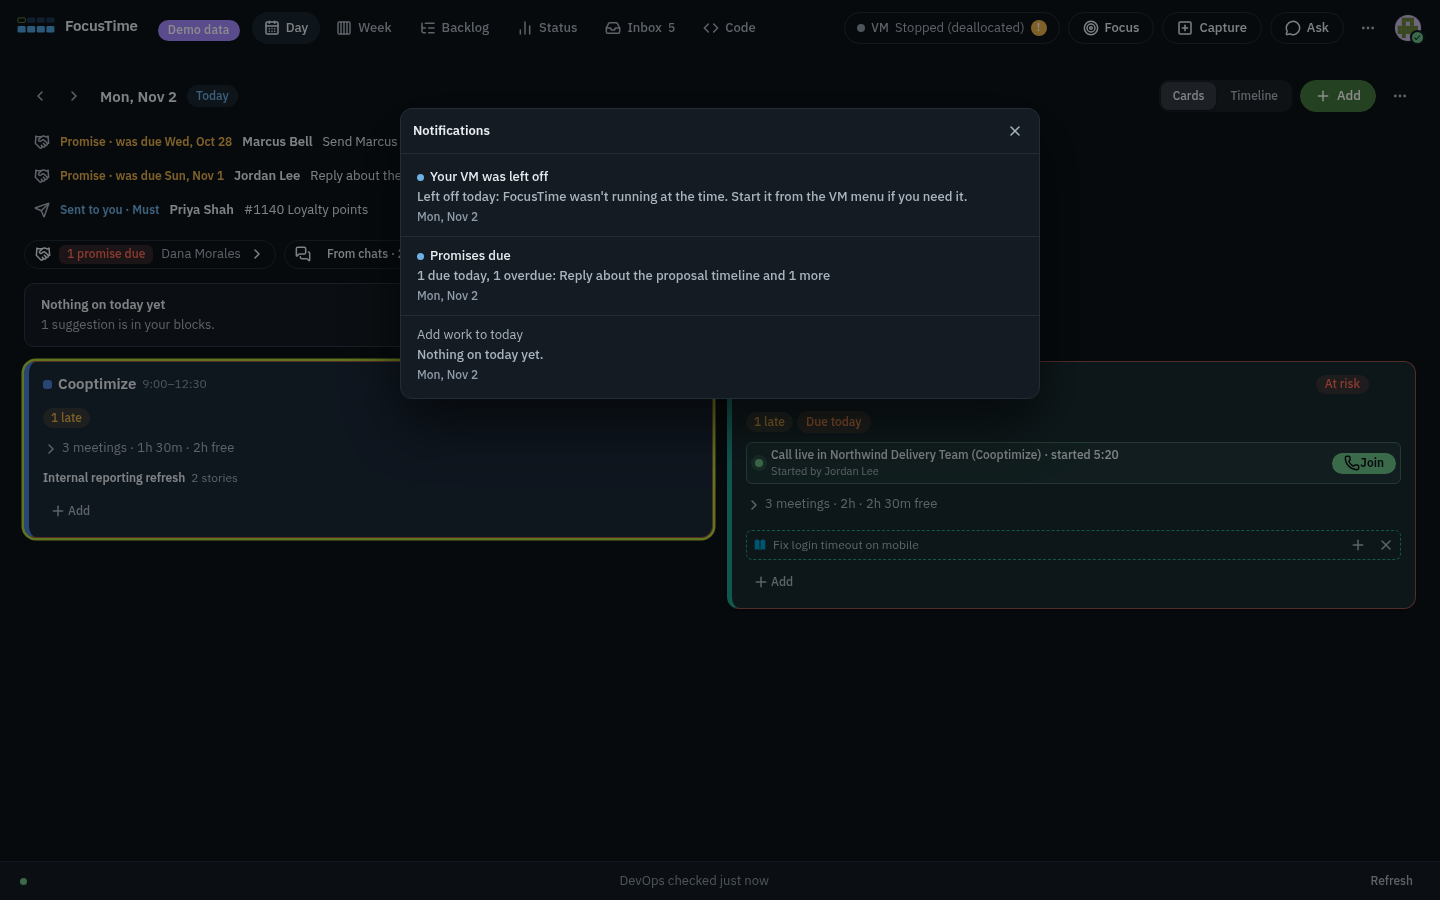 FocusTime
Demo data
Day
Week
Backlog
Status
Inbox 5
Code
VM Stopped (deallocated) !
Focus
Capture
Ask
Mon, Nov 2
Today
Cards
Timeline
+ Add
Promise · was due Wed, Oct 28 Marcus Bell Send Marcus
Promise · was due Sun, Nov 1 Jordan Lee Reply about the
Sent to you · Must Priya Shah #1140 Loyalty points
1 promise due Dana Morales
From chats ·
Nothing on today yet
1 suggestion is in your blocks.
Notifications
Your VM was left off
Left off today: FocusTime wasn't running at the time. Start it from the VM menu if you need it.
Mon, Nov 2
Promises due
1 due today, 1 overdue: Reply about the proposal timeline and 1 more
Mon, Nov 2
Add work to today
Nothing on today yet.
Mon, Nov 2
Cooptimize 9:00–12:30
1 late
3 meetings · 1h 30m · 2h free
Internal reporting refresh 2 stories
+ Add
At risk
1 late
Due today
Call live in Northwind Delivery Team (Cooptimize) · started 5:20
Started by Jordan Lee
Join
3 meetings · 2h · 2h 30m free
Fix login timeout on mobile
+ Add
DevOps checked just now
Refresh